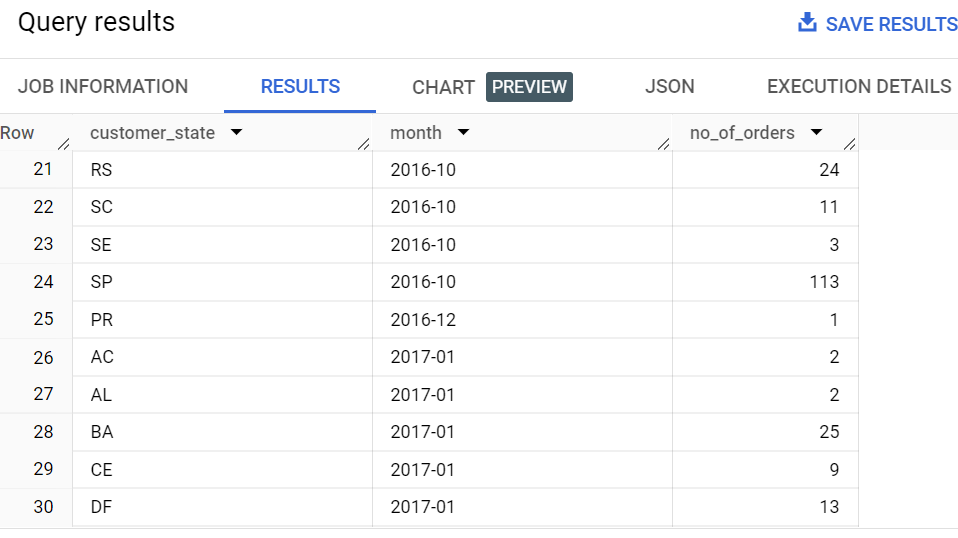 Query results SAVE RESULTS
JOB INFORMATION RESULTS CHART PREVIEW JSON EXECUTION DETAILS
Row customer_state month no_of_orders
21 RS 2016-10 24
22 SC 2016-10 11
23 SE 2016-10 3
24 SP 2016-10 113
25 PR 2016-12 1
26 AC 2017-01 2
27 AL 2017-01 2
28 BA 2017-01 25
29 CE 2017-01 9
30 DF 2017-01 13